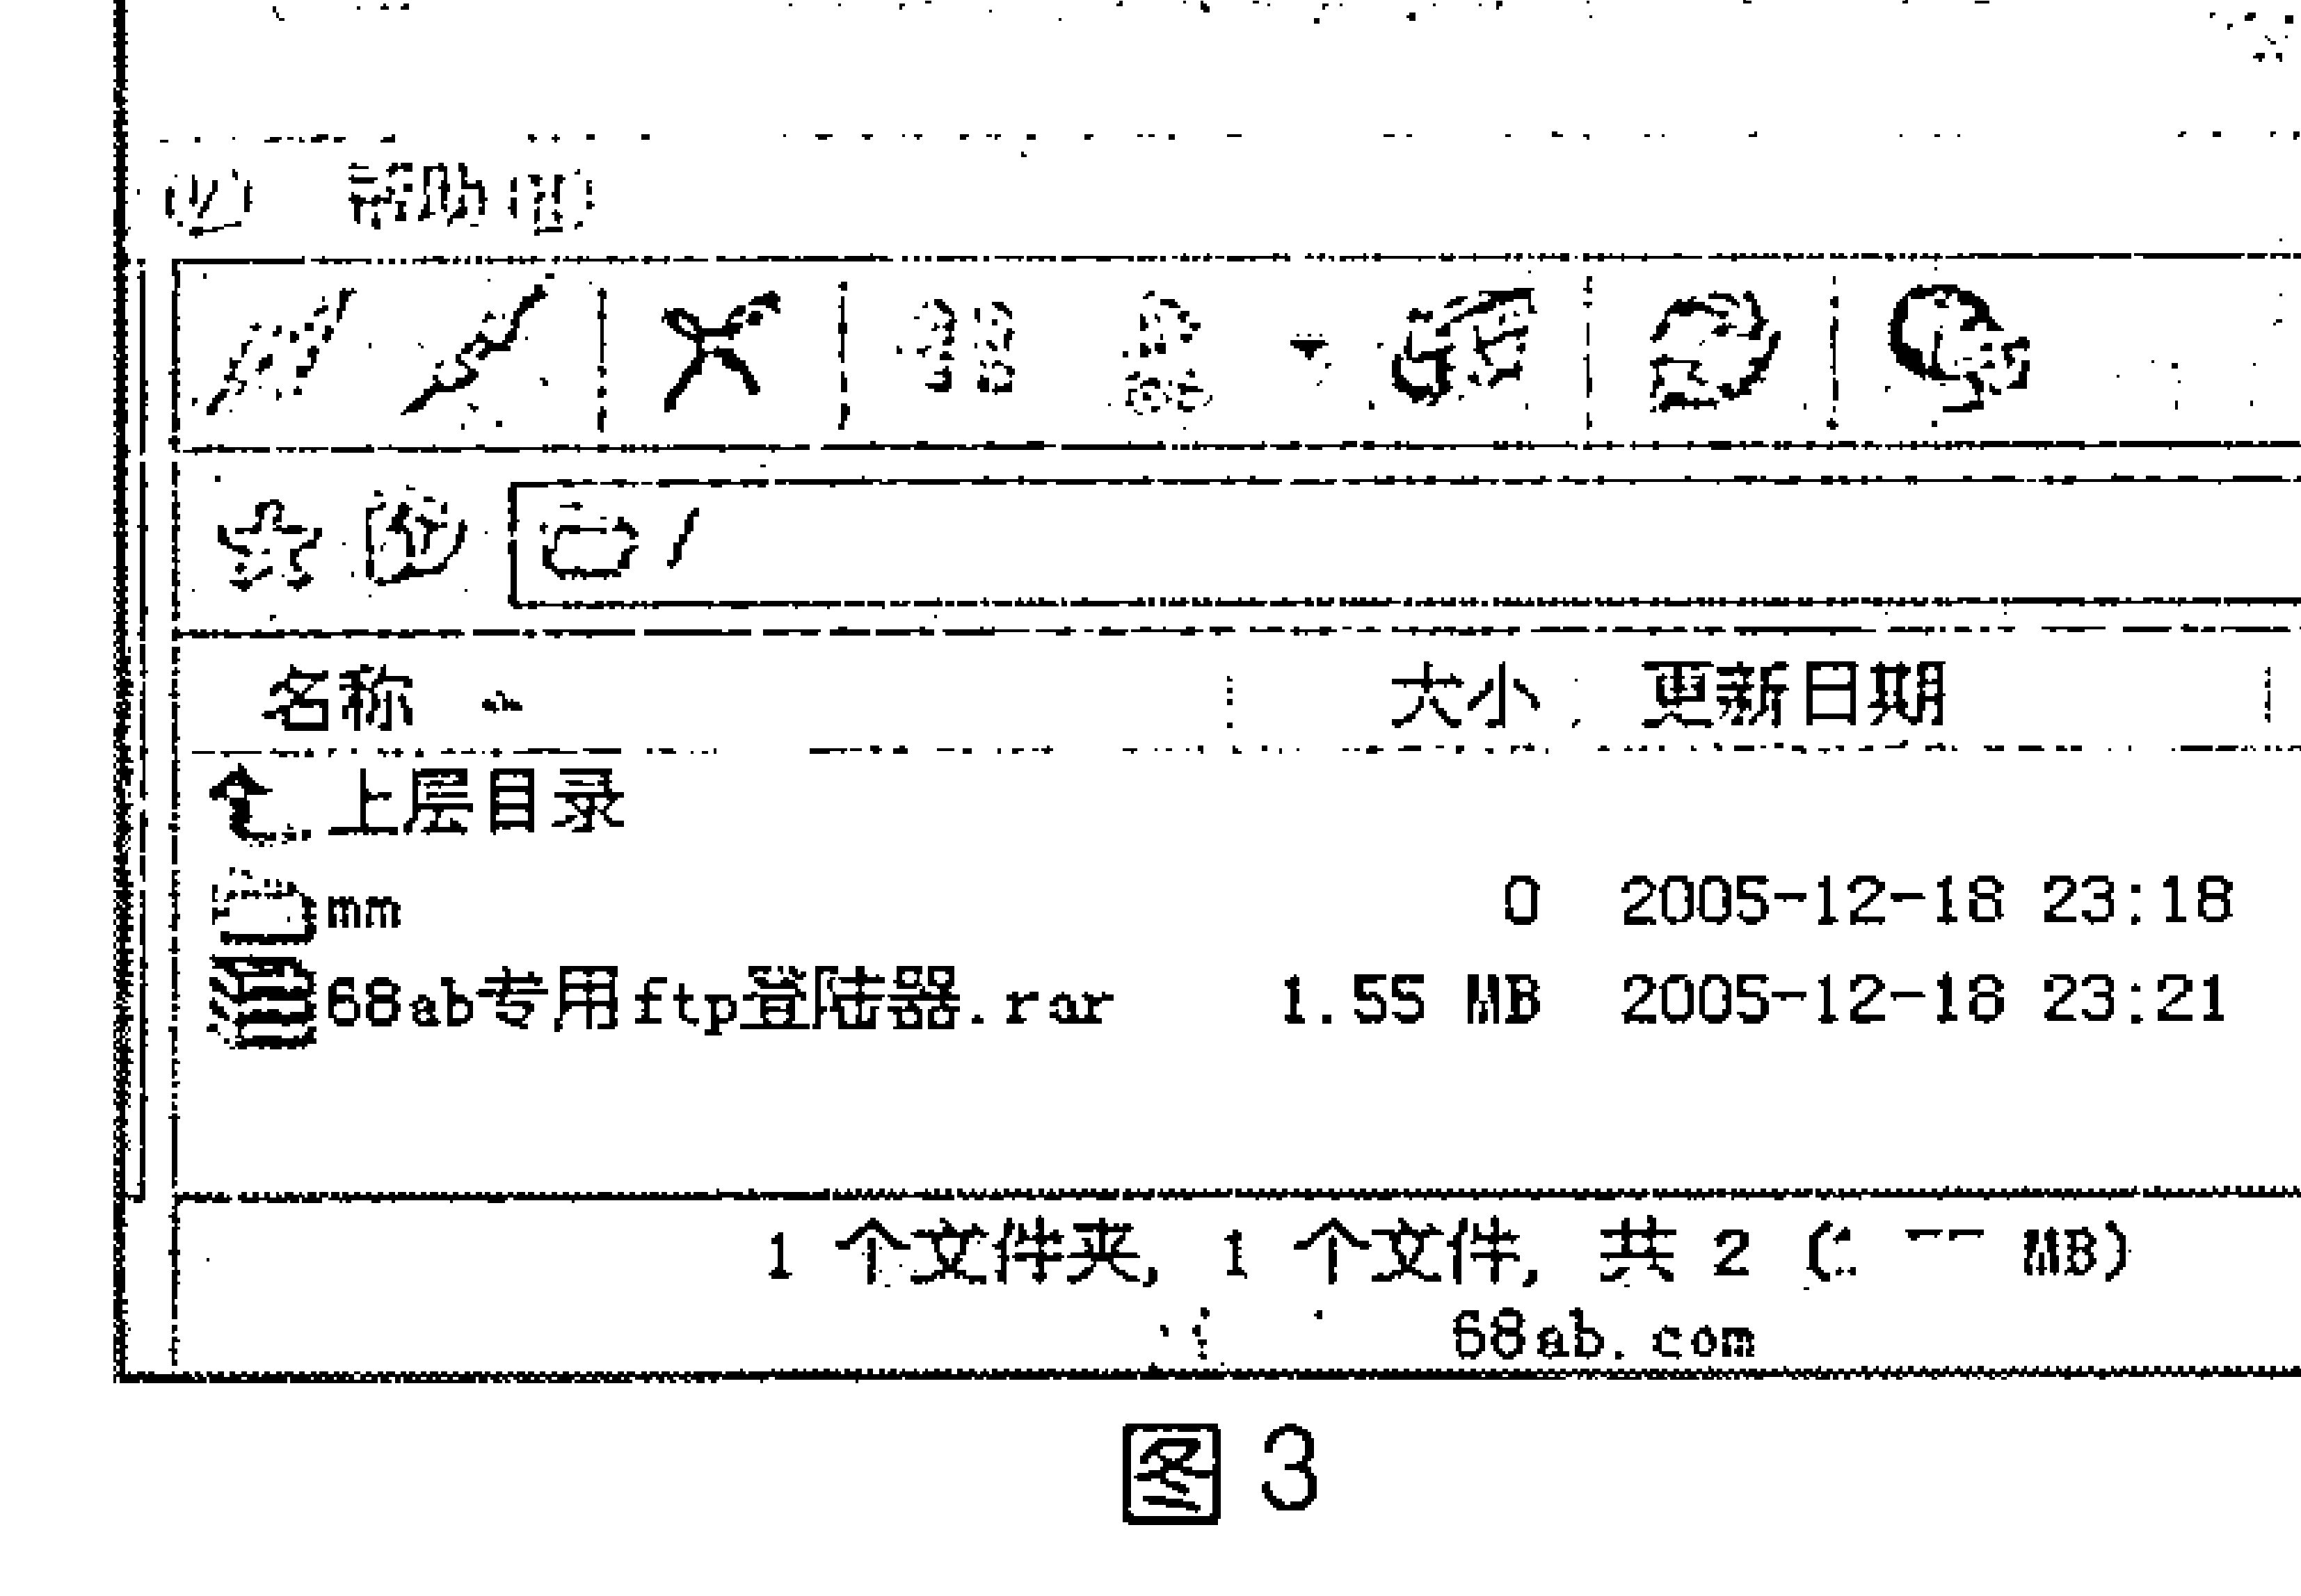 帮助
/
名称 大小 更新日期
上层目录
mm 0 2005-12-18 23:18
68ab专用ftp登陆器.rar 1.55 MB 2005-12-18 23:21
1 个文件夹, 1 个文件, 共 2 ( MB)
68ab.com
图 3